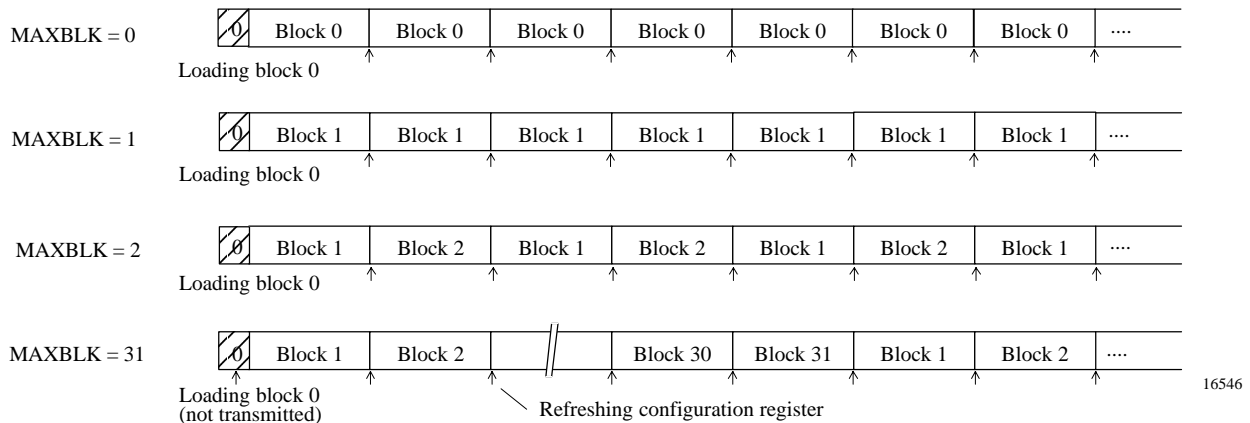 MAXBLK = 0 0 Block 0 Block 0 Block 0 Block 0 Block 0 Block 0 Block 0 ....
Loading block 0
MAXBLK = 1 0 Block 1 Block 1 Block 1 Block 1 Block 1 Block 1 Block 1 ....
Loading block 0
MAXBLK = 2 0 Block 1 Block 2 Block 1 Block 2 Block 1 Block 2 Block 1 ....
Loading block 0
MAXBLK = 31 0 Block 1 Block 2 Block 30 Block 31 Block 1 Block 2 ....
Loading block 0
(not transmitted)
Refreshing configuration register
16546